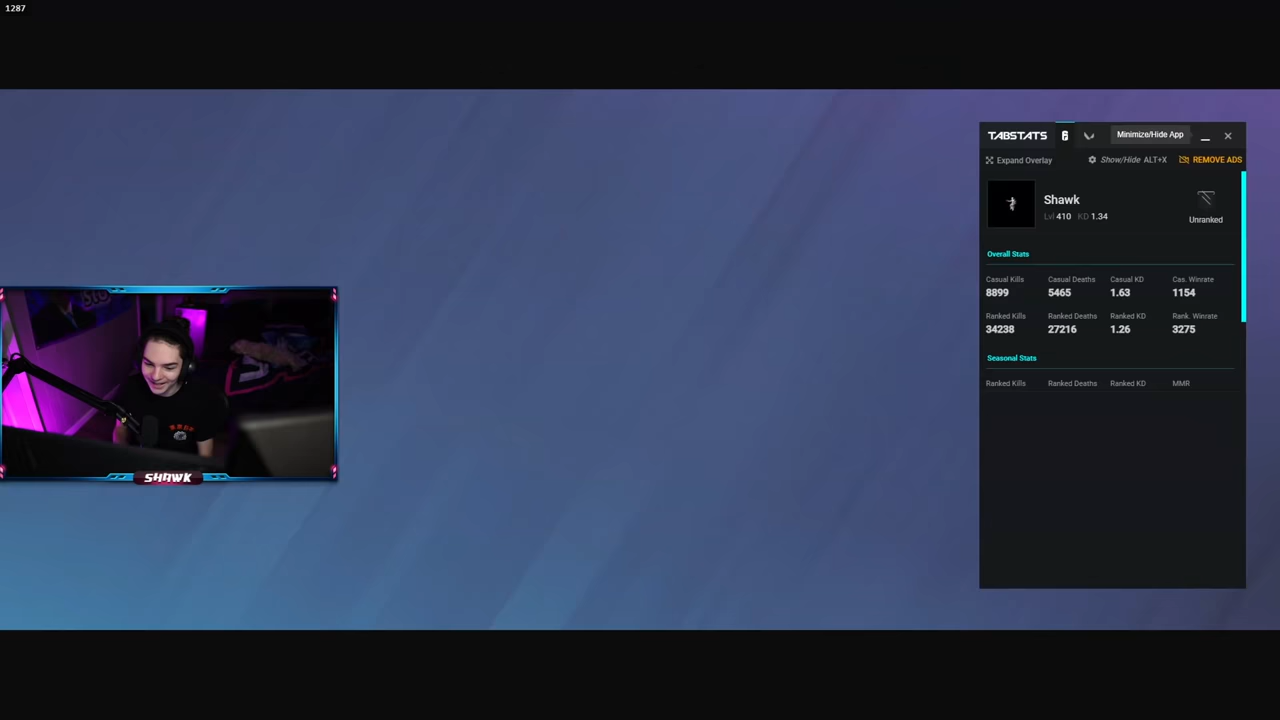 1287
TABSTATS
Minimize/Hide App
Expand Overlay
Show/Hide ALT+X
REMOVE ADS
Shawk
Lvl 410 KD 1.34
Unranked
Overall Stats
Casual Kills Casual Deaths Casual KD Cas. Winrate
8899 5465 1.63 1154
Ranked Kills Ranked Deaths Ranked KD Rank. Winrate
34238 27216 1.26 3275
Seasonal Stats
Ranked Kills Ranked Deaths Ranked KD MMR
SHAWK